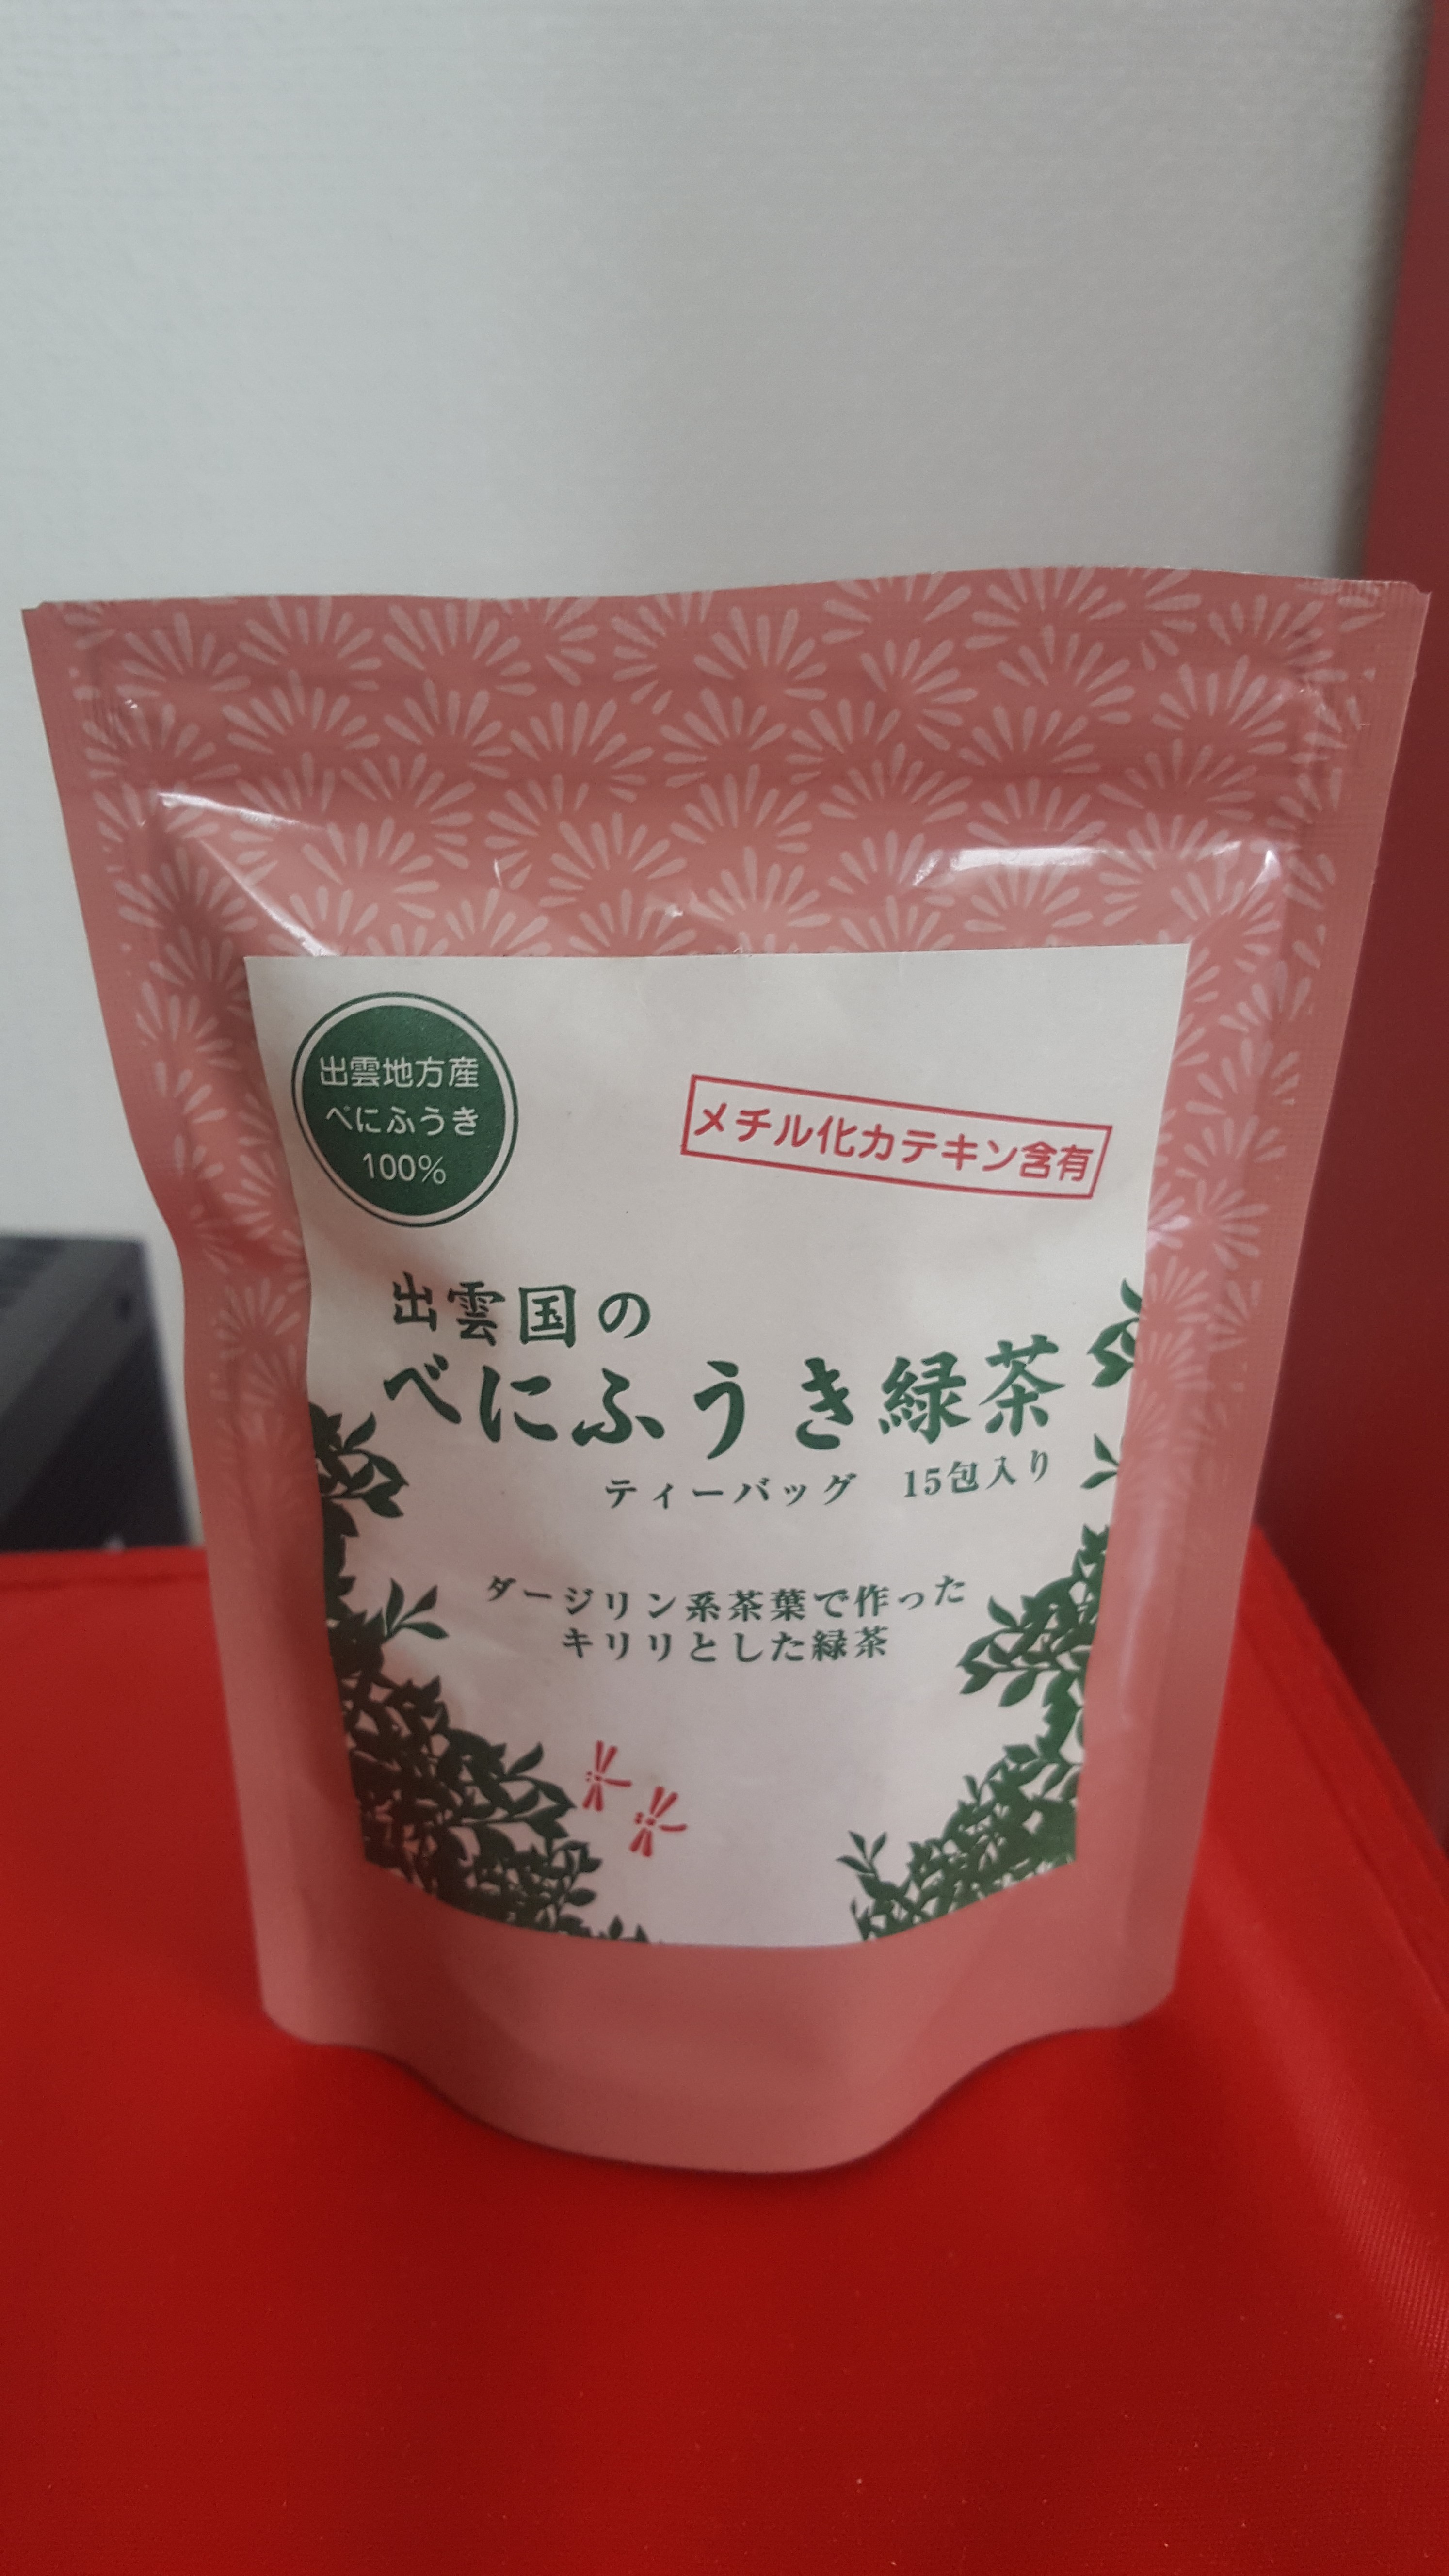 出雲地方産
べにふうき
100%
メチル化カテキン含有
出雲国の
べにふうき緑茶
ティーバッグ 15包入り
ダージリン系茶葉で作った
キリリとした緑茶